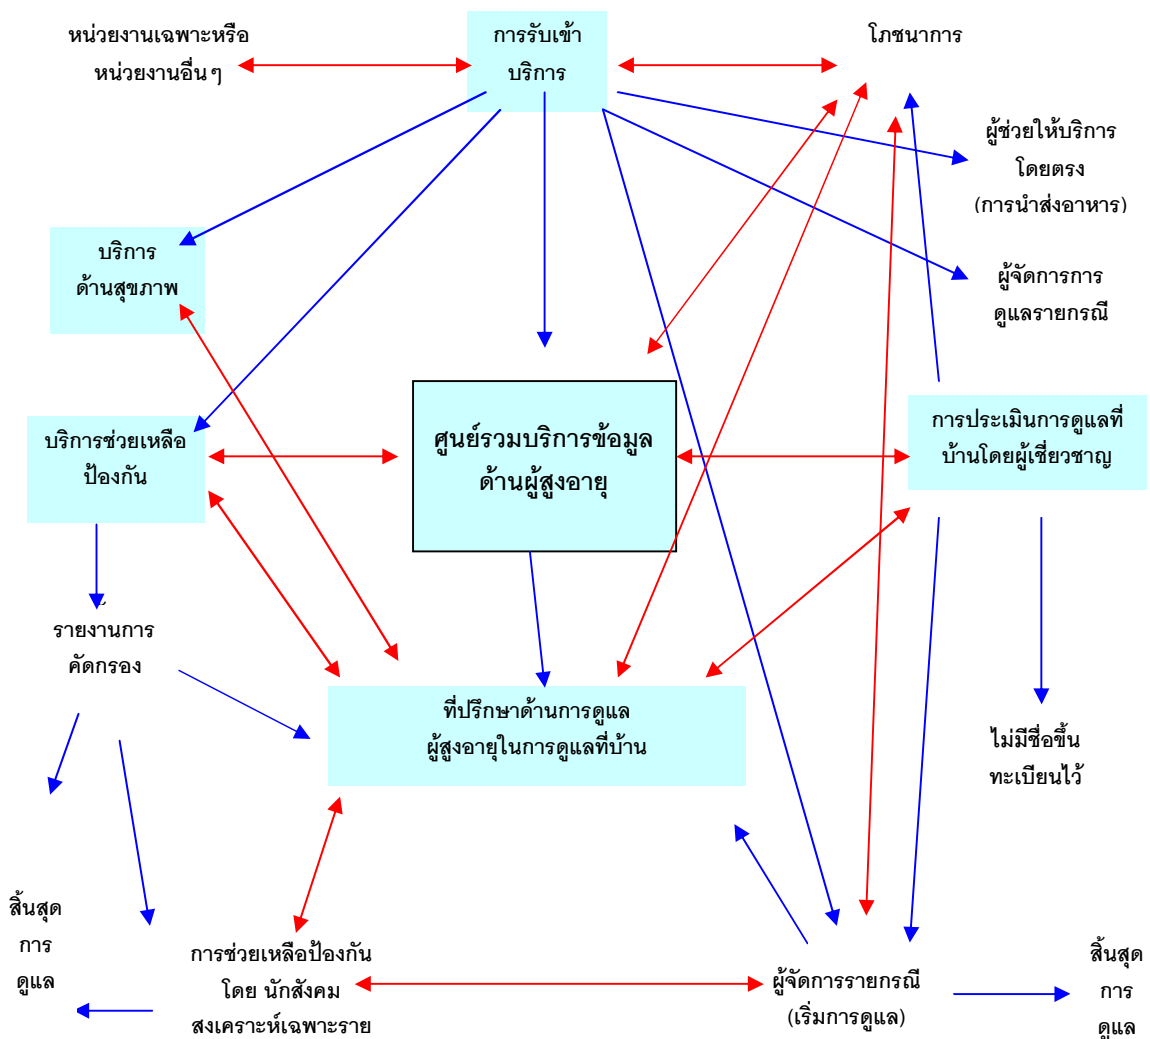 หน่วยงานเฉพาะหรือ
หน่วยงานอื่น ๆ
การรับเข้า
บริการ
โภชนาการ
ผู้ช่วยให้บริการ
โดยตรง
(การนำส่งอาหาร)
บริการ
ด้านสุขภาพ
ผู้จัดการการ
ดูแลรายกรณี
บริการช่วยเหลือ
ป้องกัน
ศูนย์รวมบริการข้อมูล
ด้านผู้สูงอายุ
การประเมินการดูแลที่
บ้านโดยผู้เชี่ยวชาญ
รายงานการ
คัดกรอง
ที่ปรึกษาด้านการดูแล
ผู้สูงอายุในการดูแลที่บ้าน
ไม่มีชื่อขึ้น
ทะเบียนไว้
สิ้นสุด
การ
ดูแล
การช่วยเหลือป้องกัน
โดย นักสังคม
สงเคราะห์เฉพาะราย
ผู้จัดการรายกรณี
(เริ่มการดูแล)
สิ้นสุด
การ
ดูแล